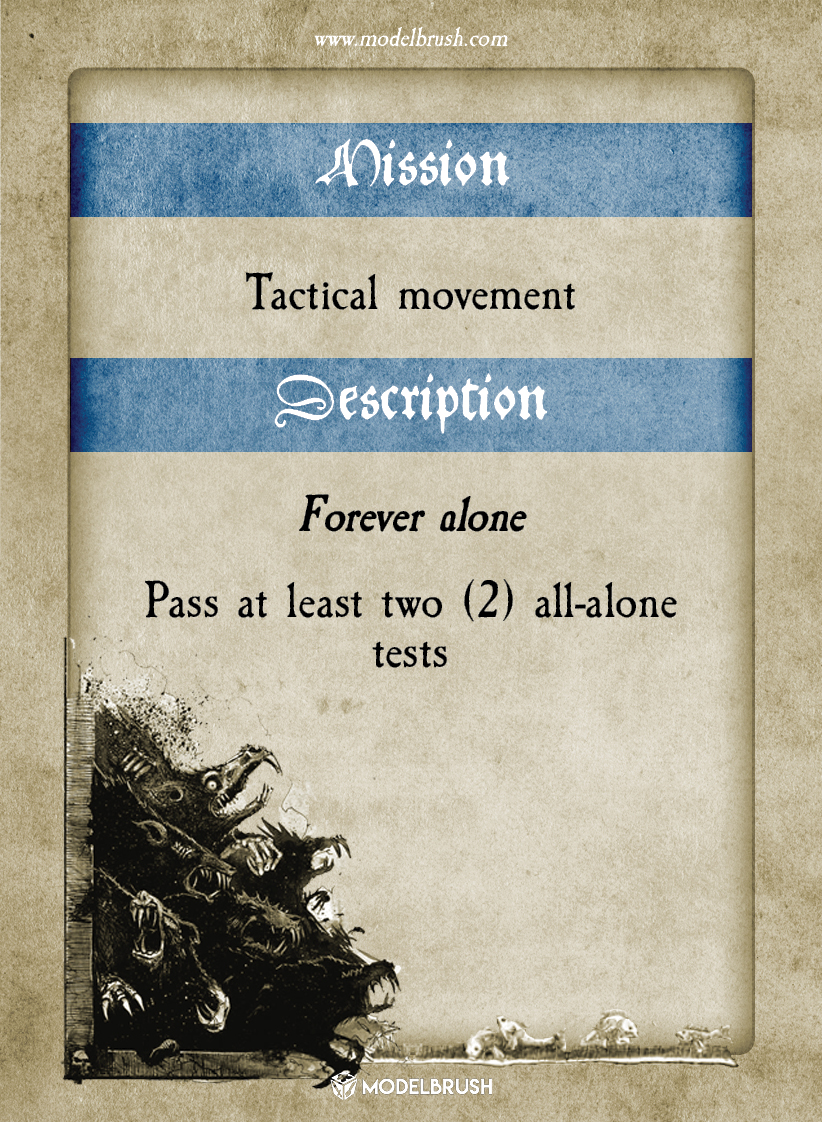 www.modelbrush.com
Mission
Tactical movement
Description
Forever alone
Pass at least two (2) all-alone
tests
MODELBRUSH